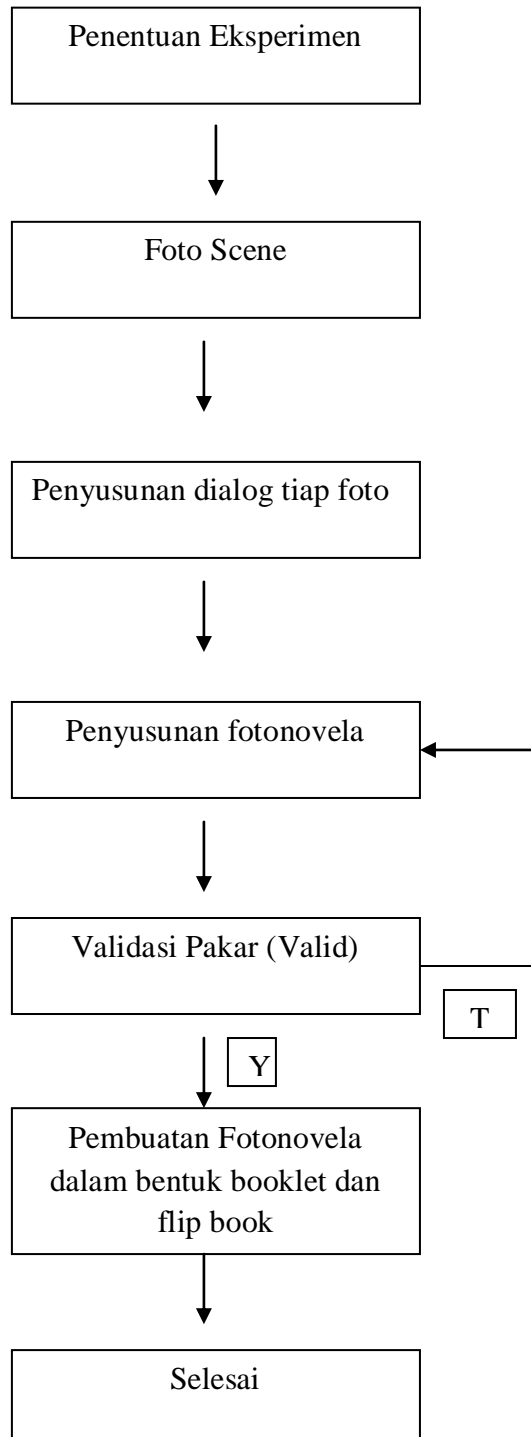 Penentuan Eksperimen
Foto Scene
Penyusunan dialog tiap foto
Penyusunan fotonovela
Validasi Pakar (Valid)
T
Y
Pembuatan Fotonovela
dalam bentuk booklet dan
flip book
Selesai